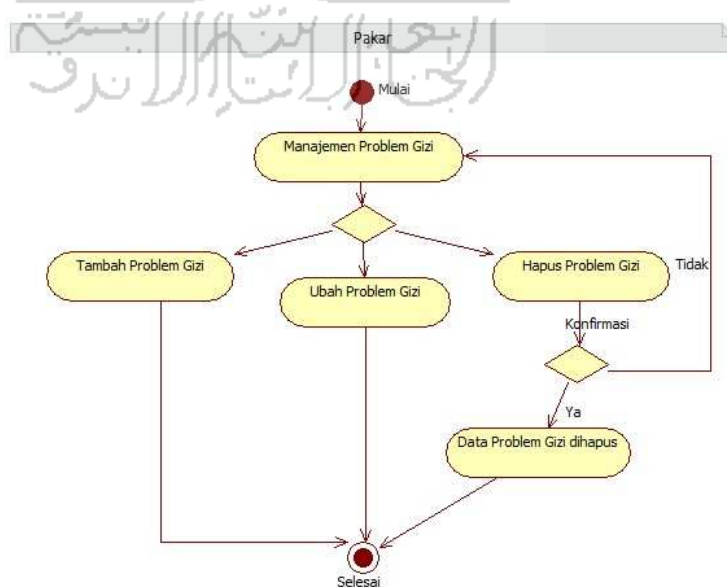 Pakar
Mulai
Manajemen Problem Gizi
Tambah Problem Gizi
Ubah Problem Gizi
Hapus Problem Gizi
Tidak
Konfirmasi
Ya
Data Problem Gizi dihapus
Selesai